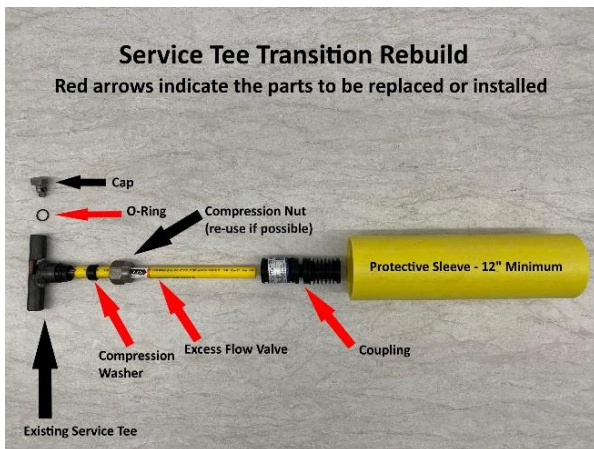 Service Tee Transition Rebuild
Red arrows indicate the parts to be replaced or installed
Cap
O-Ring
Compression Nut
(re-use if possible)
Protective Sleeve - 12" Minimum
Compression
Washer
Excess Flow Valve
Coupling
Existing Service Tee